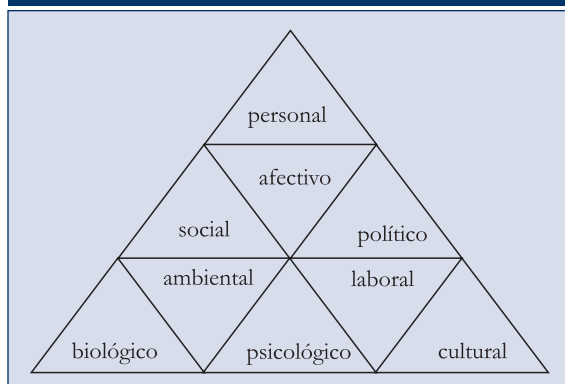 personal
afectivo
social
político
ambiental
laboral
biológico
psicológico
cultural